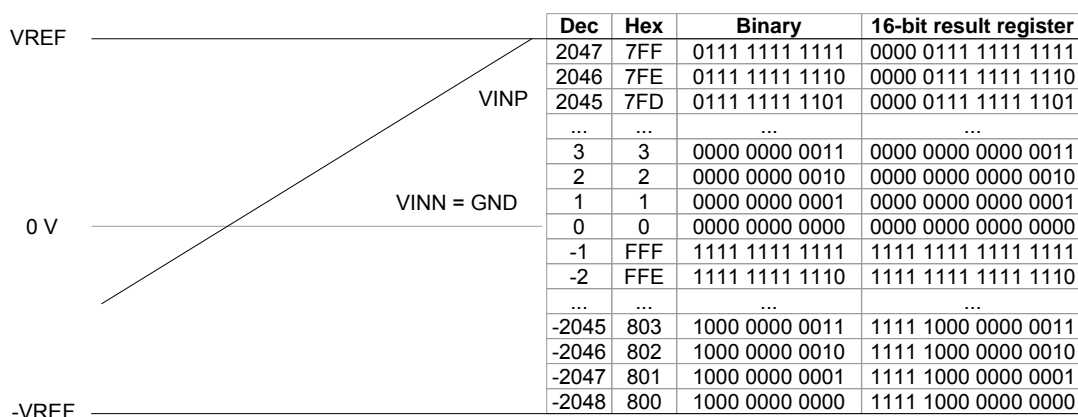 Dec Hex Binary 16-bit result register
VREF
2047 7FF 0111 1111 1111 0000 0111 1111 1111
2046 7FE 0111 1111 1110 0000 0111 1111 1110
VINP
2045 7FD 0111 1111 1101 0000 0111 1111 1101
... ... ... ...
3 3 0000 0000 0011 0000 0000 0000 0011
2 2 0000 0000 0010 0000 0000 0000 0010
VINN = GND
1 1 0000 0000 0001 0000 0000 0000 0001
0 V
0 0 0000 0000 0000 0000 0000 0000 0000
-1 FFF 1111 1111 1111 1111 1111 1111 1111
-2 FFE 1111 1111 1110 1111 1111 1111 1110
... ... ... ...
-2045 803 1000 0000 0011 1111 1000 0000 0011
-2046 802 1000 0000 0010 1111 1000 0000 0010
-2047 801 1000 0000 0001 1111 1000 0000 0001
-2048 800 1000 0000 0000 1111 1000 0000 0000
-VREF